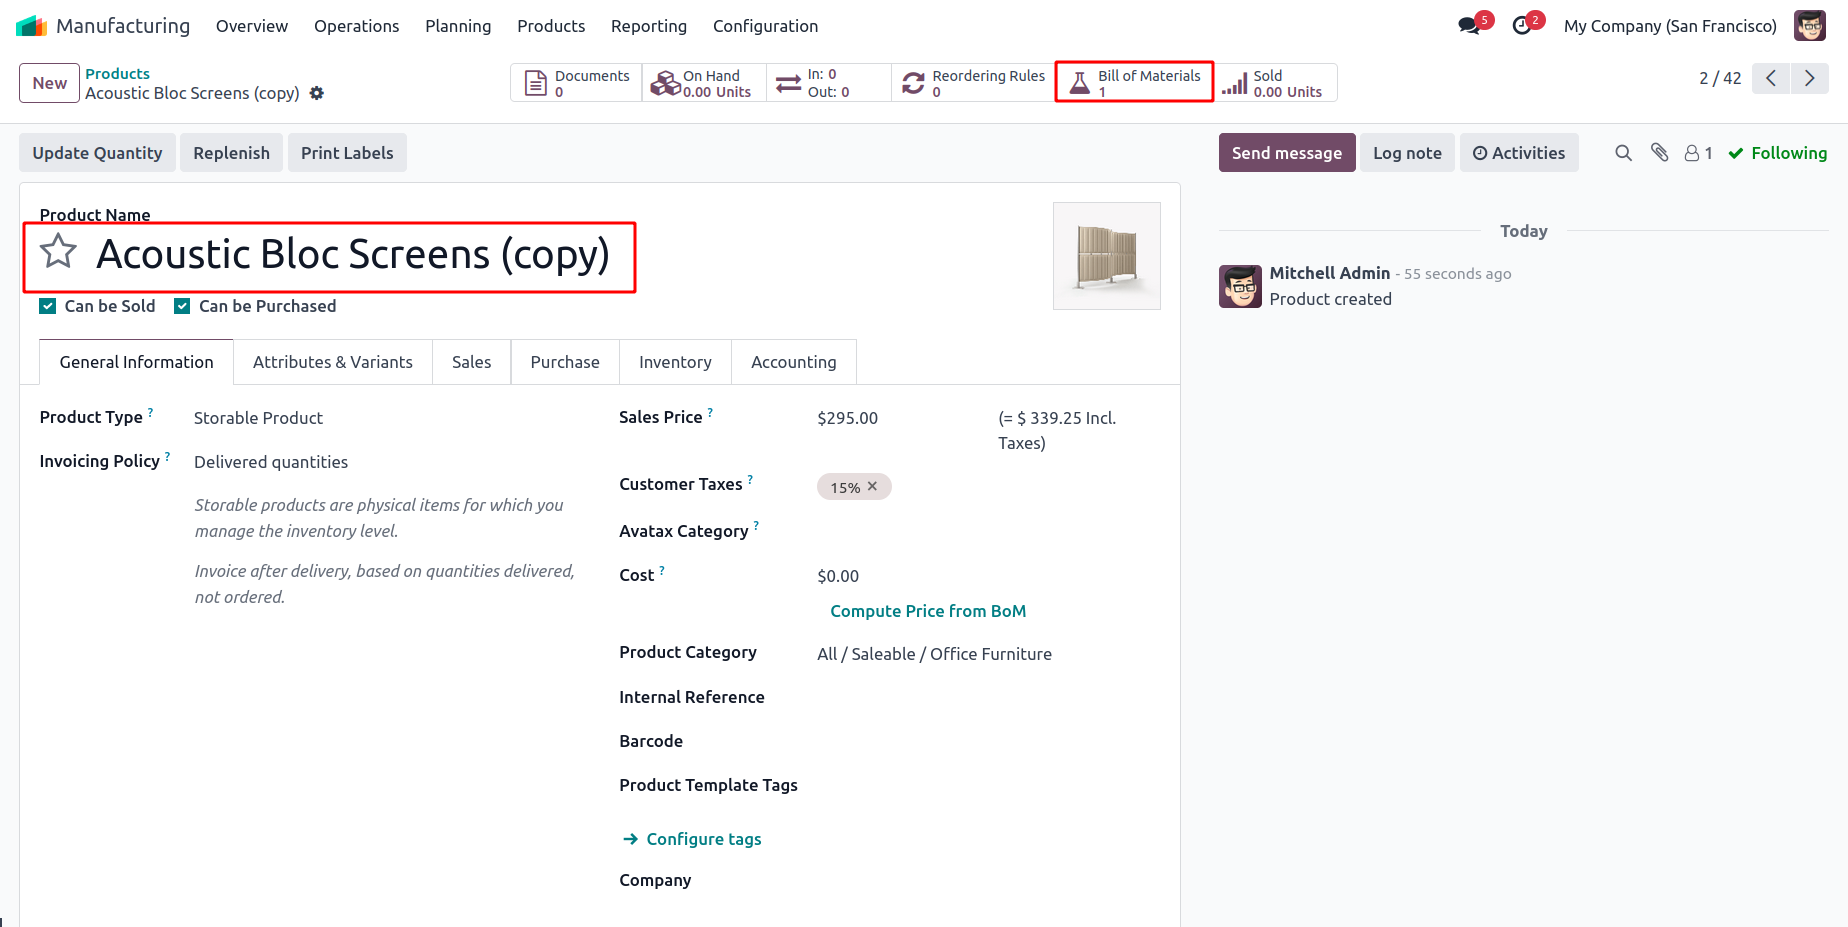 Manufacturing Overview Operations Planning Products Reporting Configuration 5 2 My Company (San Francisco)
New Products Acoustic Bloc Screens (copy)
Documents 0
On Hand 0.00 Units
In: 0 Out: 0
Reordering Rules 0
Bill of Materials 1
Sold 0.00 Units
2 / 42
Update Quantity Replenish Print Labels
Send message Log note Activities 1 Following
Product Name
Acoustic Bloc Screens (copy)
Can be Sold Can be Purchased
General Information Attributes & Variants Sales Purchase Inventory Accounting
Product Type ? Storable Product
Invoicing Policy ? Delivered quantities
Storable products are physical items for which you
manage the inventory level.
Invoice after delivery, based on quantities delivered,
not ordered.
Sales Price ? $295.00 (= $ 339.25 Incl.
Taxes)
Customer Taxes ? 15% ×
Avatax Category ?
Cost ? $0.00
Compute Price from BoM
Product Category All / Saleable / Office Furniture
Internal Reference
Barcode
Product Template Tags
Configure tags
Company
Today
Mitchell Admin - 55 seconds ago
Product created